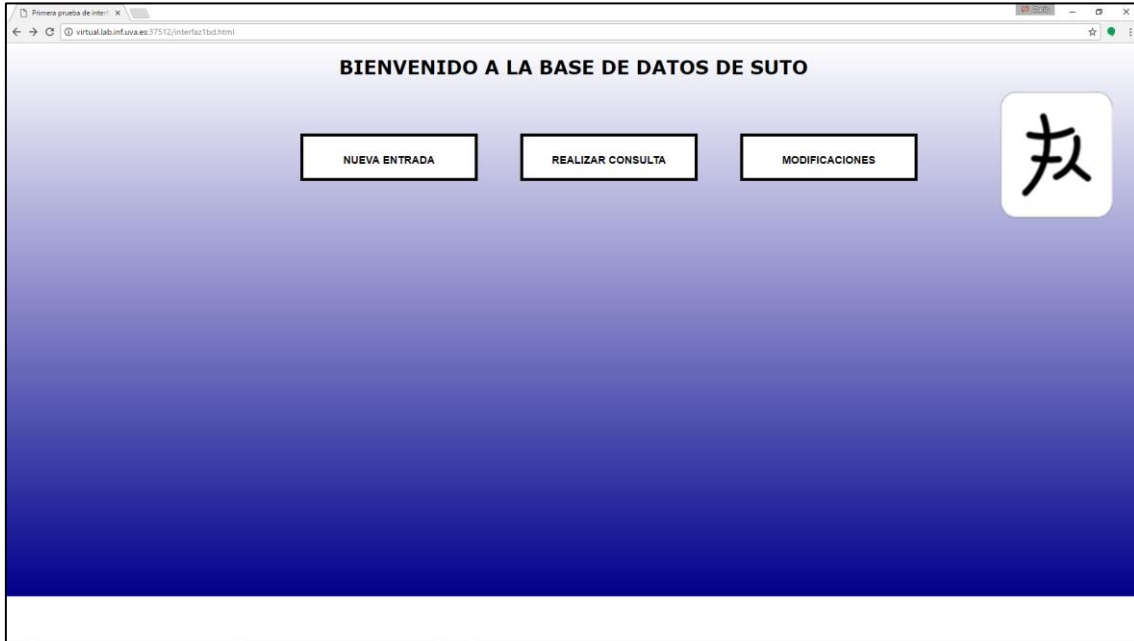 Primera prueba de interf
virtual.lab.inf.uva.es:37512/interfaz1bd.html
BIENVENIDO A LA BASE DE DATOS DE SUTO
NUEVA ENTRADA
REALIZAR CONSULTA
MODIFICACIONES